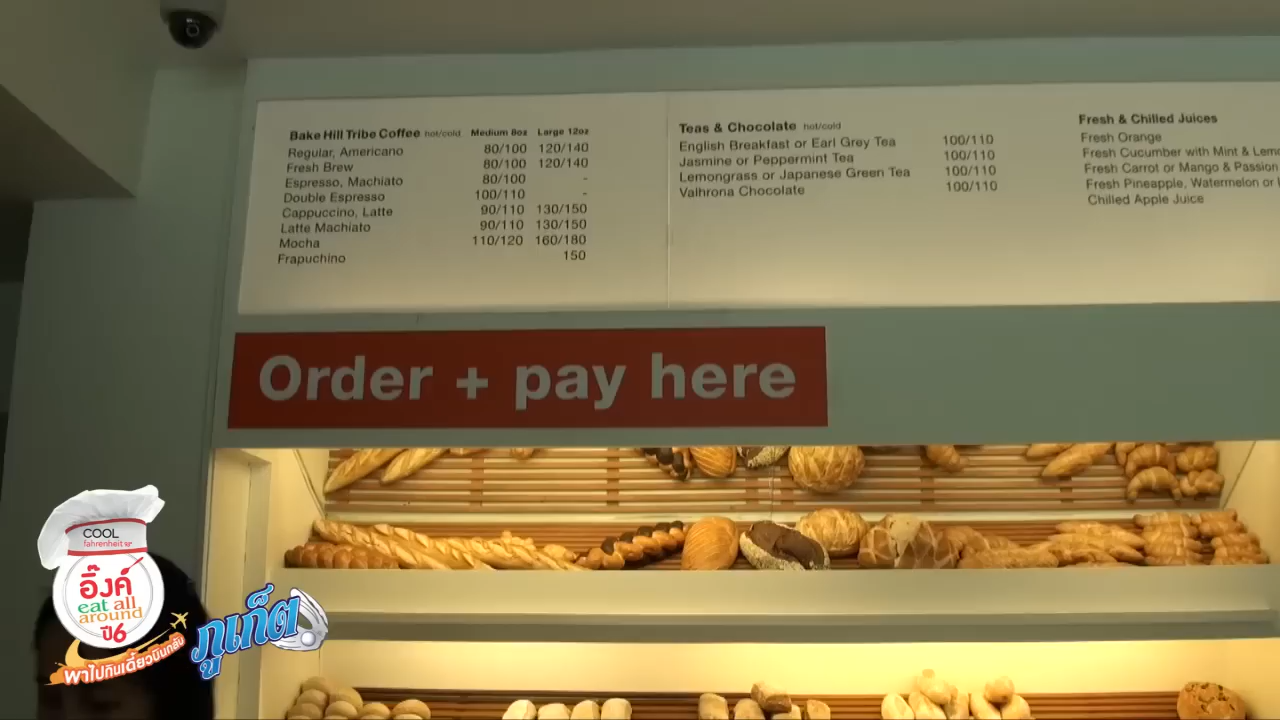 Bake Hill Tribe Coffee hot/cold Medium 8oz Large 12oz
Regular, Americano 80/100 120/140
Fresh Brew 80/100 120/140
Espresso, Machiato 80/100 -
Double Espresso 100/110 -
Cappuccino, Latte 90/110 130/150
Latte Machiato 90/110 130/150
Mocha 110/120 160/180
Frapuchino 150
Teas & Chocolate hot/cold
English Breakfast or Earl Grey Tea 100/110
Jasmine or Peppermint Tea 100/110
Lemongrass or Japanese Green Tea 100/110
Valhrona Chocolate 100/110
Fresh & Chilled Juices
Fresh Orange
Fresh Cucumber with Mint & Lemo
Fresh Carrot or Mango & Passion
Fresh Pineapple, Watermelon or
Chilled Apple Juice
Order + pay here
COOL
fahrenheit
อิ๊งค์
eat all
around
ปี6
พาไปกินเดี๋ยวบินกลับ
ภูเก็ต